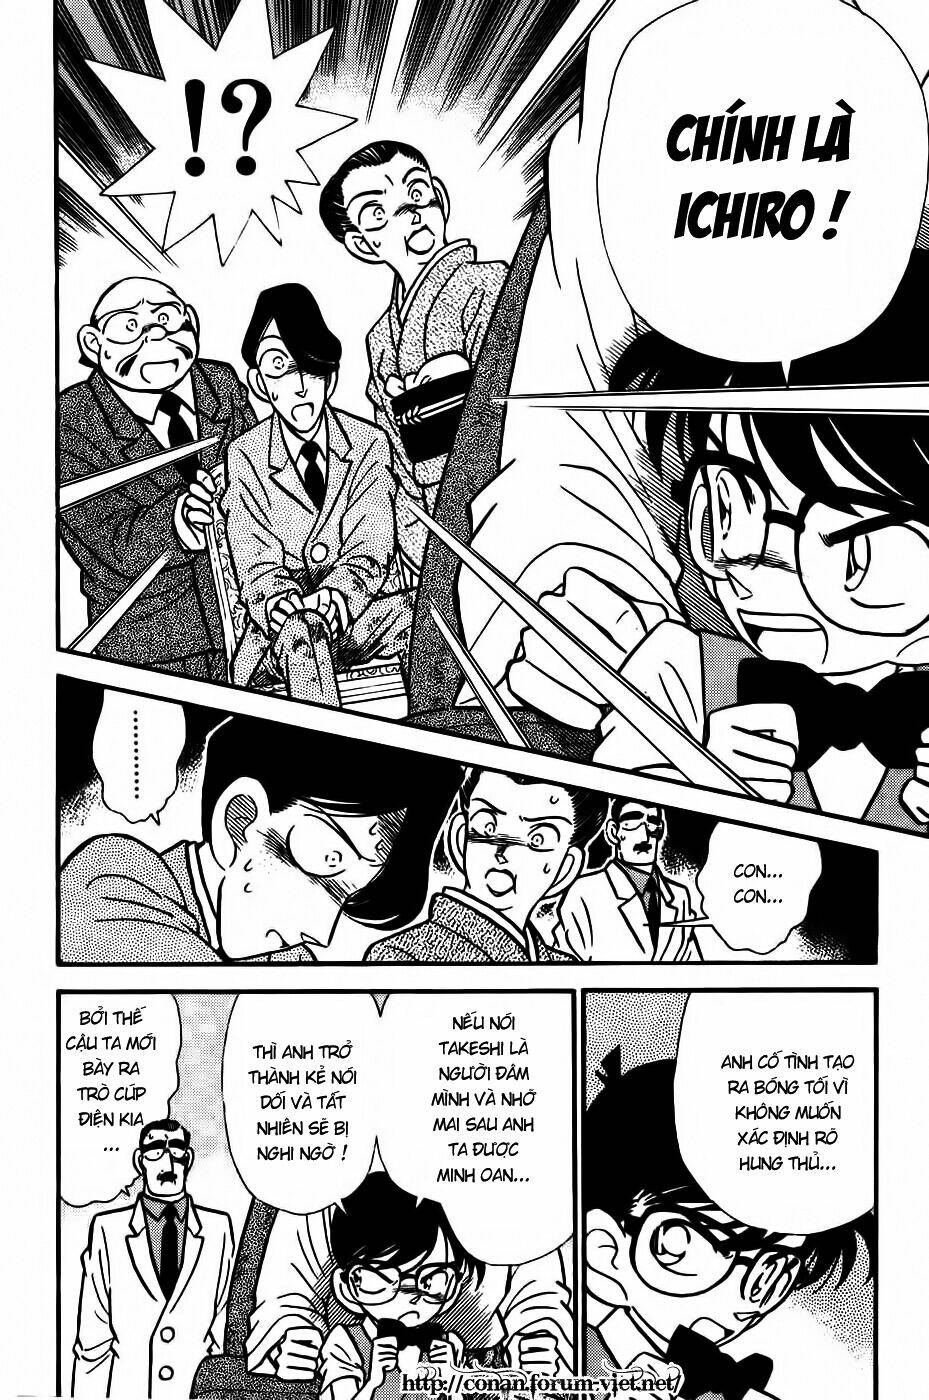 !?
CHÍNH LÀ
ICHIRO !
...........
CON...
CON...
ANH CỐ TÌNH TẠO
RA BÓNG TỐI VÌ
KHÔNG MUỐN
XÁC ĐỊNH RÕ
HUNG THỦ...
NẾU NÓI
TAKESHI LÀ
NGƯỜI ĐÂM
MÌNH VÀ NHỠ
MAI SAU ANH
TA ĐƯỢC
MINH OAN...
THÌ ANH TRỞ
THÀNH KẺ NÓI
DỐI VÀ TẤT
NHIÊN SẼ BỊ
NGHI NGỜ !
BỞI THẾ
CẬU TA MỚI
BÀY RA
TRÒ CÚP
ĐIỆN KIA
...
http://conan.forum-viet.net/